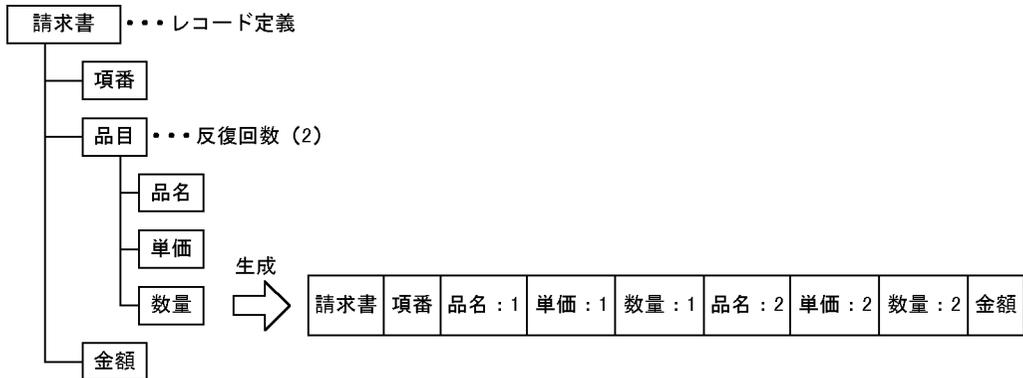 請求書・・・レコード定義
項番
品目・・・反復回数（2）
品名
単価
数量
金額
生成
請求書 項番 品名：1 単価：1 数量：1 品名：2 単価：2 数量：2 金額